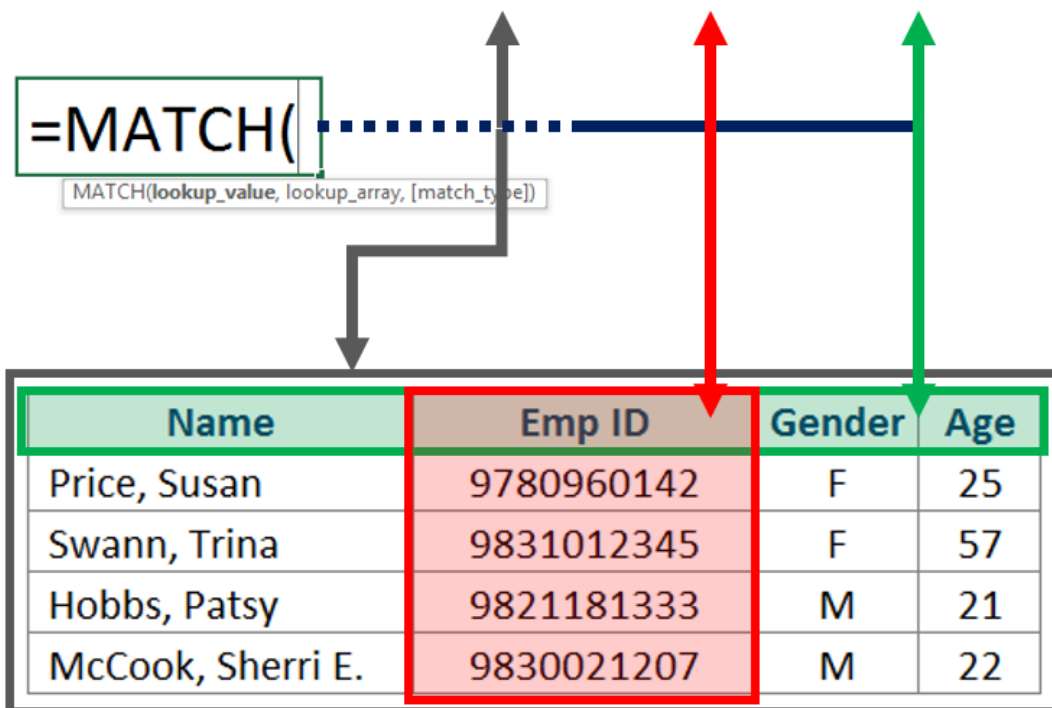 =MATCH(
MATCH(lookup_value, lookup_array, [match_type])
Name Emp ID Gender Age
Price, Susan 9780960142 F 25
Swann, Trina 9831012345 F 57
Hobbs, Patsy 9821181333 M 21
McCook, Sherri E. 9830021207 M 22